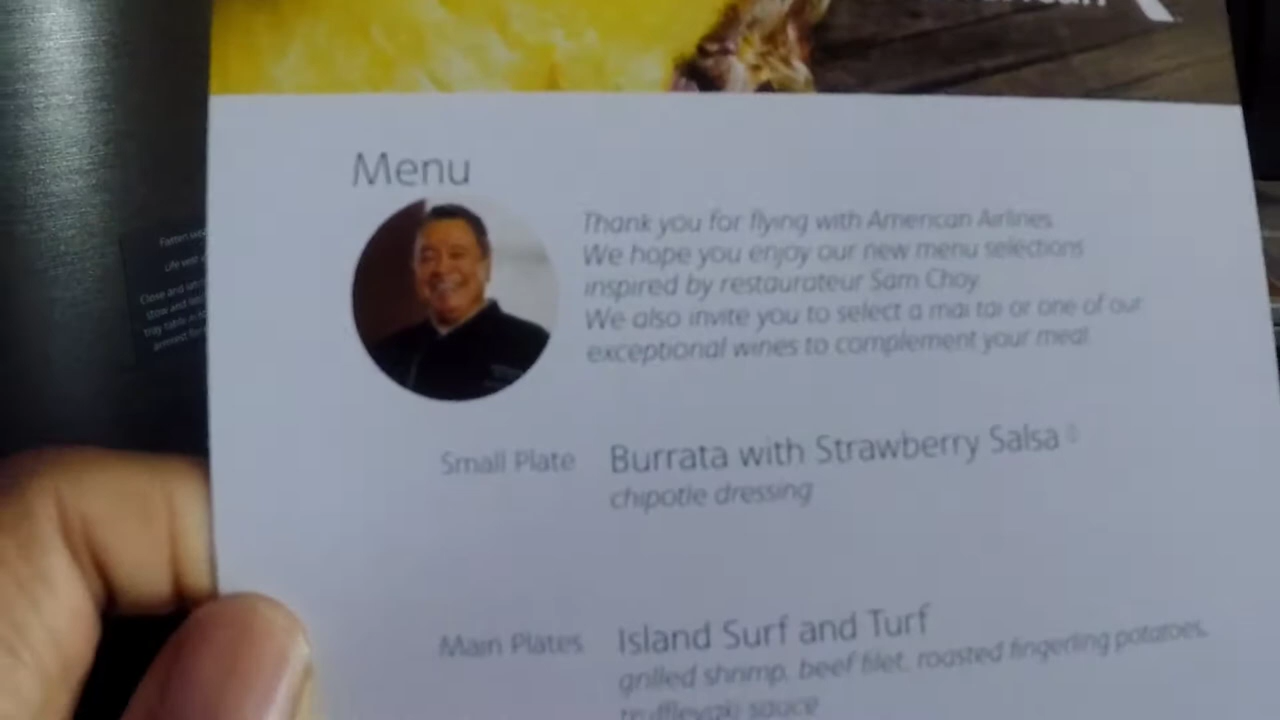 Menu
Thank you for flying with American Airlines.
We hope you enjoy our new menu selections
inspired by restaurateur Sam Choy.
We also invite you to select a mai tai or one of our
exceptional wines to complement your meal.
Small Plate
Burrata with Strawberry Salsa
chipotle dressing
Main Plates
Island Surf and Turf
grilled shrimp, beef filet, roasted fingerling potatoes,
sauce